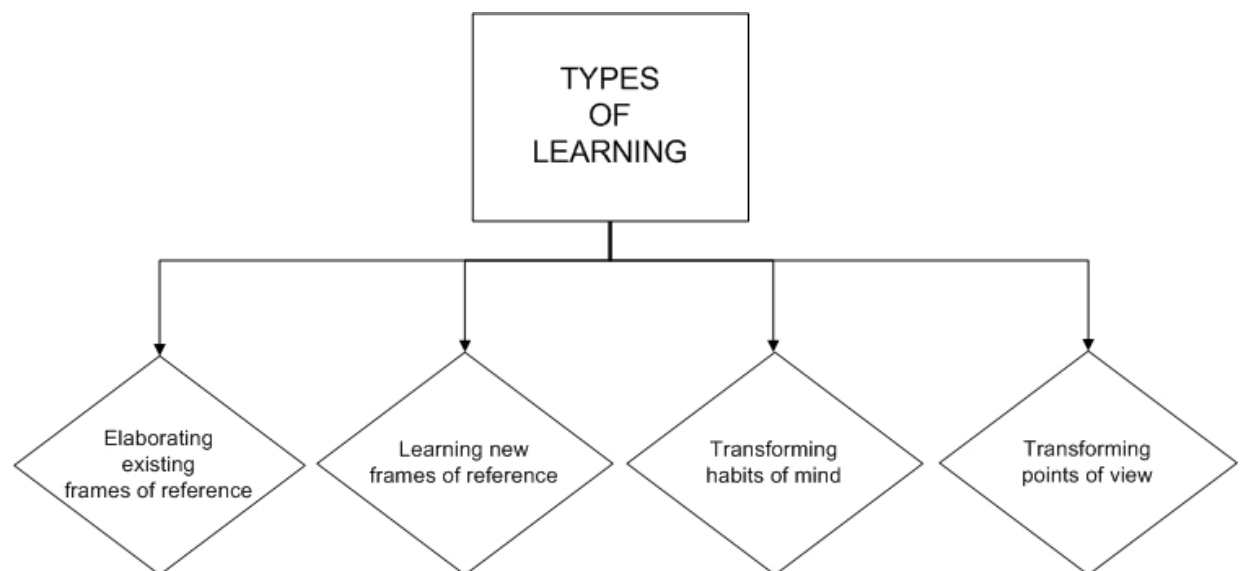 TYPES
OF
LEARNING
Elaborating
existing
frames of reference
Learning new
frames of reference
Transforming
habits of mind
Transforming
points of view